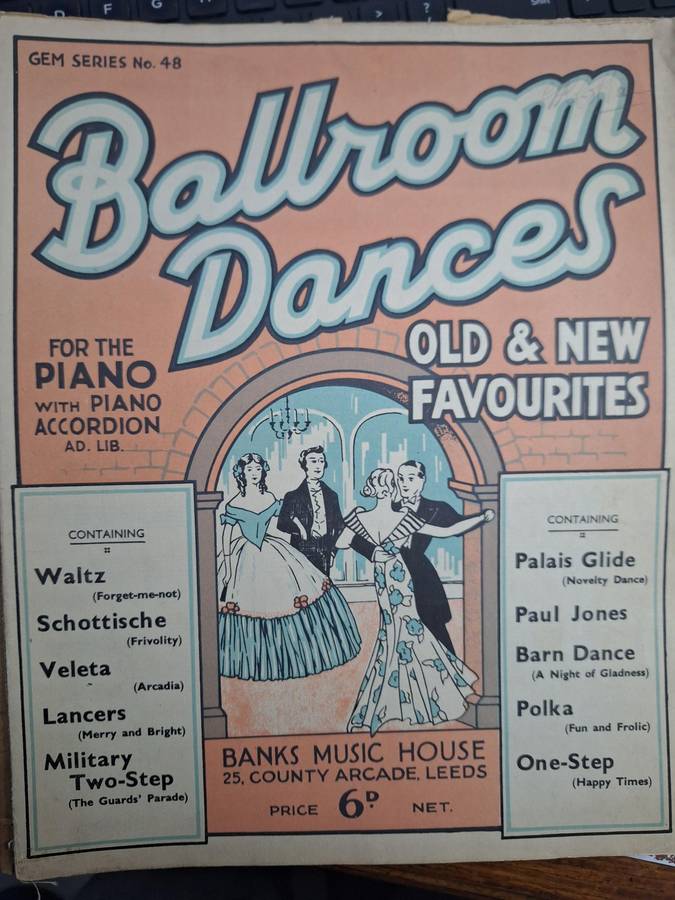 D
F
G
H
>
?
Shift
GEM SERIES No. 48
Ballroom
Dances
FOR THE
PIANO
WITH PIANO
ACCORDION
AD. LIB.
OLD & NEW
FAVOURITES
CONTAINING
Waltz
(Forget-me-not)
Schottische
(Frivolity)
Veleta
(Arcadia)
Lancers
(Merry and Bright)
Military
Two-Step
(The Guards' Parade)
CONTAINING
Palais Glide
(Novelty Dance)
Paul Jones
Barn Dance
(A Night of Gladness)
Polka
(Fun and Frolic)
One-Step
(Happy Times)
BANKS MUSIC HOUSE
25, COUNTY ARCADE, LEEDS
PRICE 6D. NET.